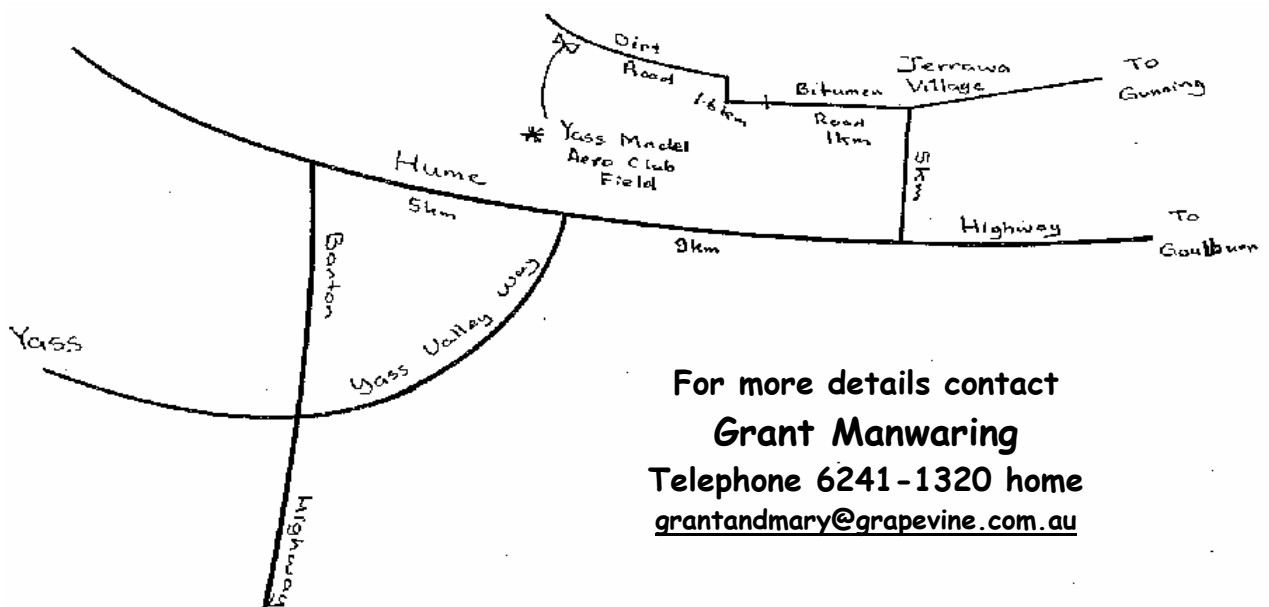 Dirt
Road
1.6km
Bitumen
Road
1km
Jerrawa
Village
To
Gunning
Yass Model
Aero Club
Field
5km
Hume
5km
9km
Highway
To
Goulburn
Barton
Highway
Yass
Yass Valley Way
For more details contact
Grant Manwaring
Telephone 6241-1320 home
grantandmary@grapevine.com.au